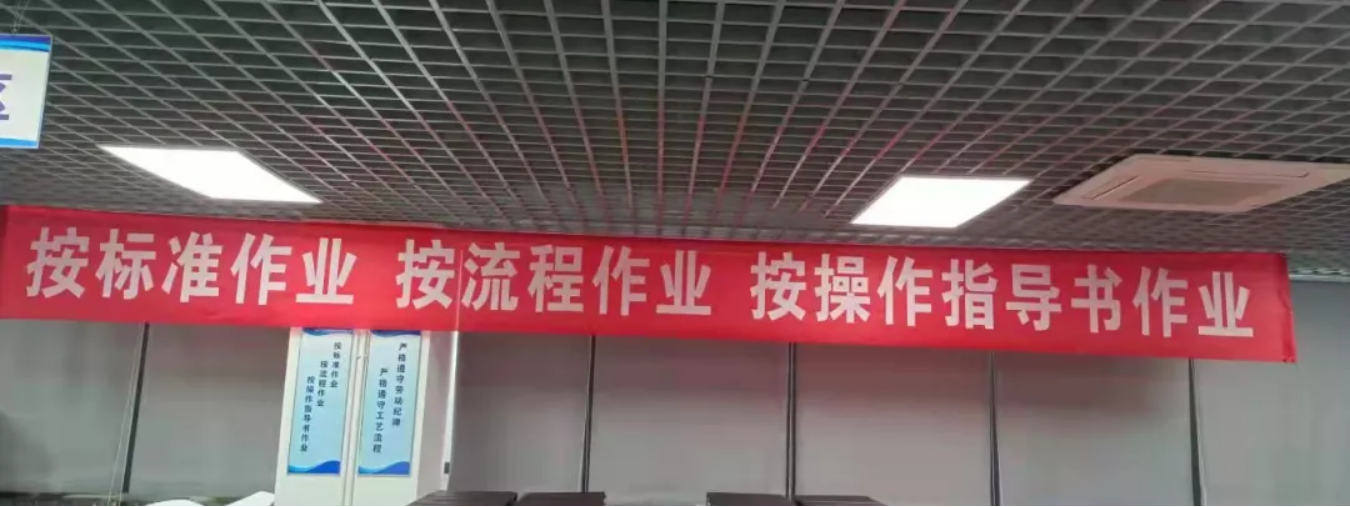 区
按标准作业 按流程作业 按操作指导书作业
按标准作业
按流程作业
按操作指导书作业
严格遵守劳动纪律
严格遵守工艺流程